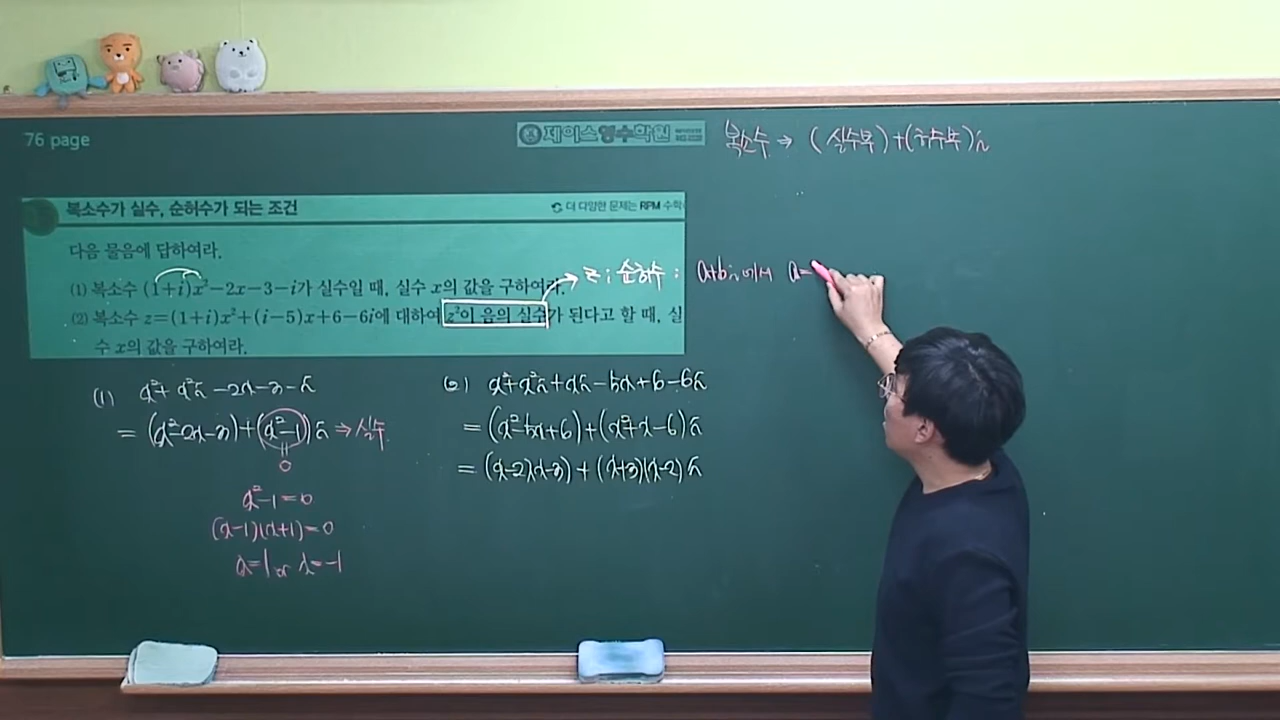 76 page
제이스영수학원
복소수 → (실수부)+(허수부)i
복소수가 실수, 순허수가 되는 조건
더 다양한 문제는 RPM 수학
다음 물음에 답하여라.
(1) 복소수 (1+i)x²-2x-3-i가 실수일 때, 실수 x의 값을 구하여라.
z : 순허수 : a+bi에서 a=
(2) 복소수 z=(1+i)x²+(i-5)x+6-6i에 대하여 z²이 음의 실수가 된다고 할 때, 실
수 x의 값을 구하여라.
(1) x²+x²i-2x-3-i
=(x²-2x-3)+(x²-1)i ⇒ 실수
0
x²-1=0
(x-1)(x+1)=0
x=1 or x=-1
(2) x²+x²i+xi-5x+6-6i
=(x²-5x+6)+(x²+x-6)i
=(x-2)(x-3)+(x+3)(x-2)i